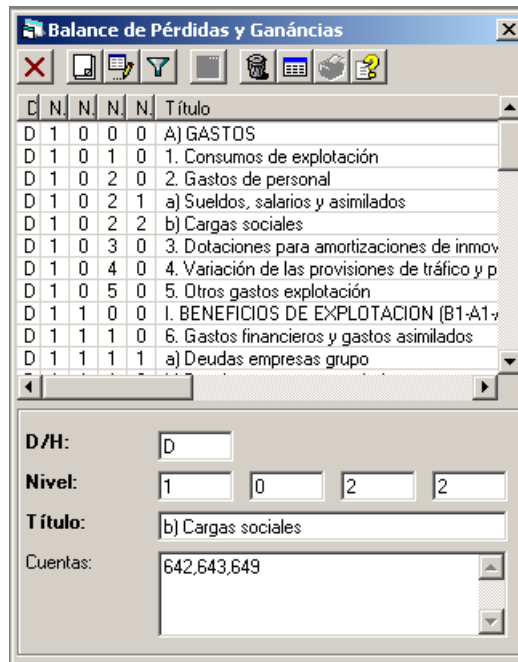 Balance de Pérdidas y Ganáncias
D N. N. N. N. Título
D 1 0 0 0 A) GASTOS
D 1 0 1 0 1. Consumos de explotación
D 1 0 2 0 2. Gastos de personal
D 1 0 2 1 a) Sueldos, salarios y asimilados
D 1 0 2 2 b) Cargas sociales
D 1 0 3 0 3. Dotaciones para amortizaciones de inmov
D 1 0 4 0 4. Variación de las provisiones de tráfico y p
D 1 0 5 0 5. Otros gastos explotación
D 1 1 0 0 I. BENEFICIOS DE EXPLOTACION (B1-A1-
D 1 1 1 0 6. Gastos financieros y gastos asimilados
D 1 1 1 1 a) Deudas empresas grupo
D/H: D
Nivel: 1 0 2 2
Título: b) Cargas sociales
Cuentas: 642,643,649